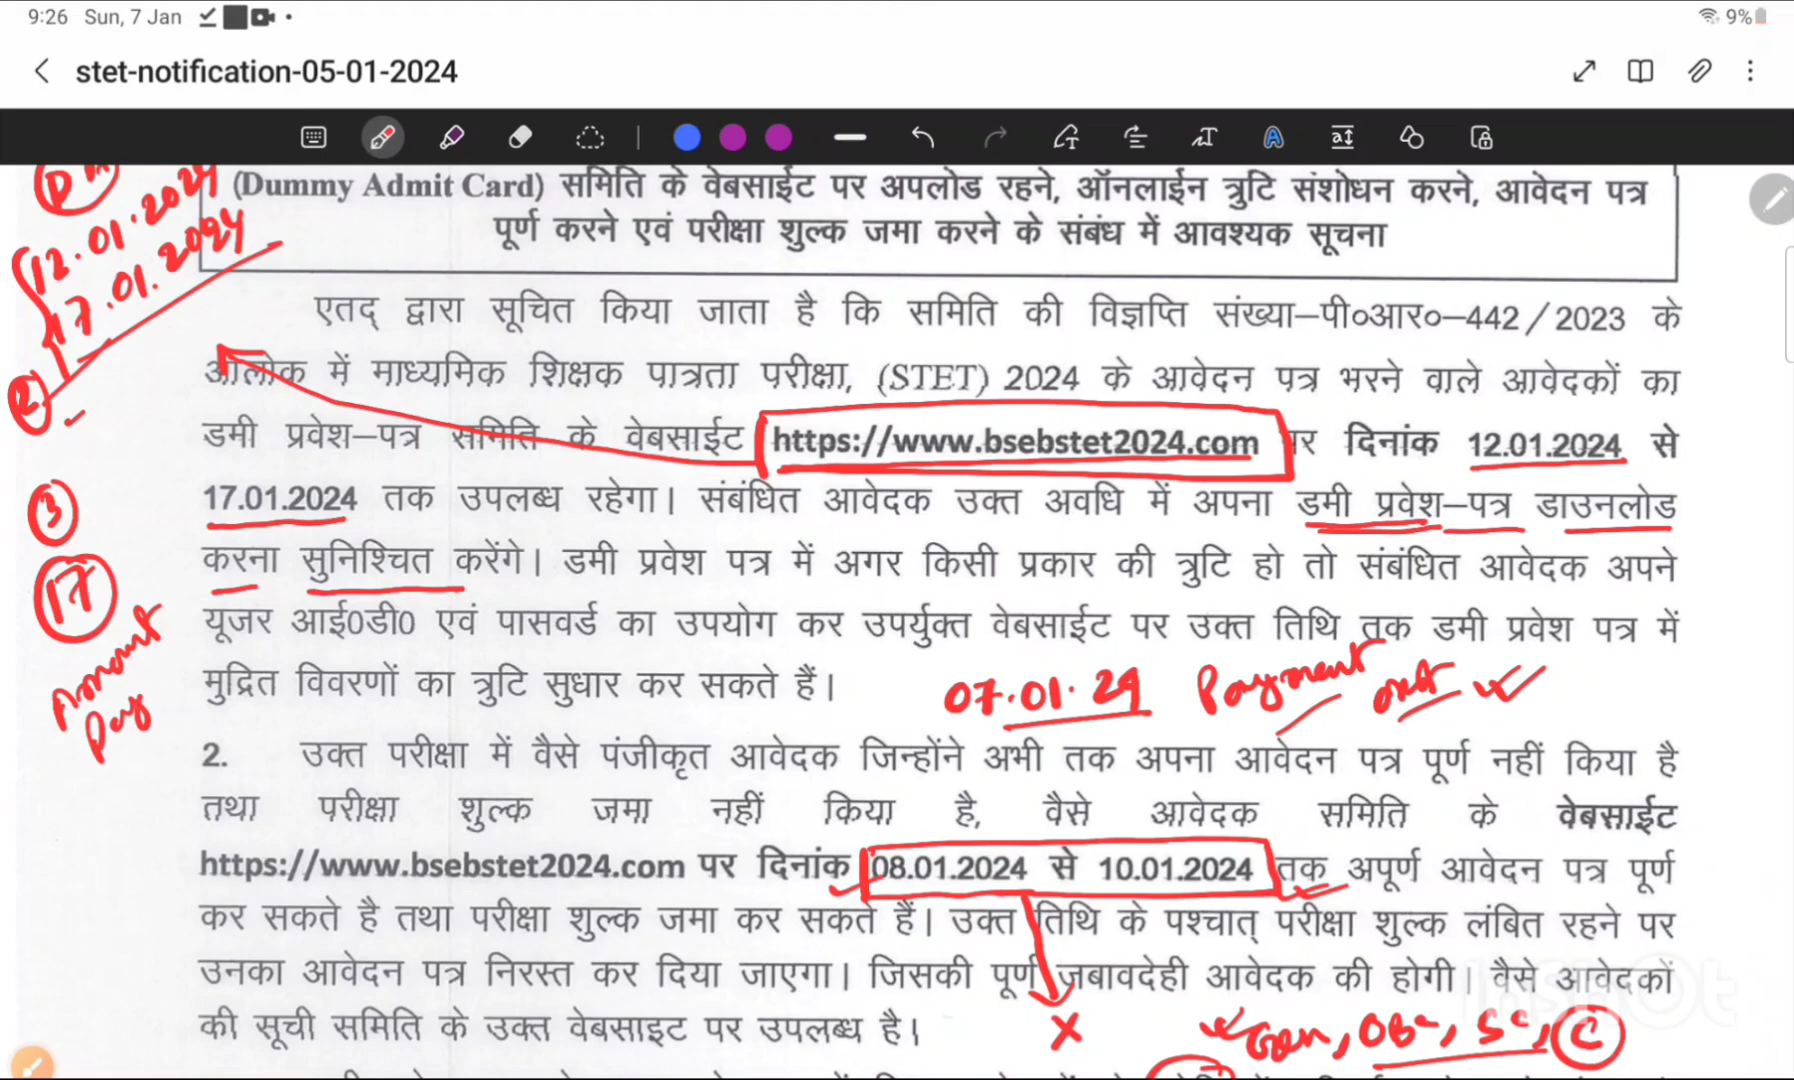 9:26 Sun, 7 Jan
9%
stet-notification-05-01-2024
(Dummy Admit Card) समिति के वेबसाईट पर अपलोड रहने, ऑनलाईन त्रुटि संशोधन करने, आवेदन पत्र
पूर्ण करने एवं परीक्षा शुल्क जमा करने के संबंध में आवश्यक सूचना
12.01.2024
17.01.2024
एतद् द्वारा सूचित किया जाता है कि समिति की विज्ञप्ति संख्या–पी०आर०–442 / 2023 के
आलोक में माध्यमिक शिक्षक पात्रता परीक्षा, (STET) 2024 के आवेदन पत्र भरने वाले आवेदकों का
डमी प्रवेश–पत्र समिति के वेबसाईट https://www.bsebstet2024.com पर दिनांक 12.01.2024 से
17.01.2024 तक उपलब्ध रहेगा। संबंधित आवेदक उक्त अवधि में अपना डमी प्रवेश–पत्र डाउनलोड
करना सुनिश्चित करेंगे। डमी प्रवेश पत्र में अगर किसी प्रकार की त्रुटि हो तो संबंधित आवेदक अपने
यूजर आई0डी0 एवं पासवर्ड का उपयोग कर उपर्युक्त वेबसाईट पर उक्त तिथि तक डमी प्रवेश पत्र में
मुद्रित विवरणों का त्रुटि सुधार कर सकते हैं।
3
17
Amount
Pay
07.01.24 Payment
2. उक्त परीक्षा में वैसे पंजीकृत आवेदक जिन्होंने अभी तक अपना आवेदन पत्र पूर्ण नहीं किया है
तथा परीक्षा शुल्क जमा नहीं किया है, वैसे आवेदक समिति के वेबसाईट
https://www.bsebstet2024.com पर दिनांक 08.01.2024 से 10.01.2024 तक अपूर्ण आवेदन पत्र पूर्ण
कर सकते है तथा परीक्षा शुल्क जमा कर सकते हैं। उक्त तिथि के पश्चात् परीक्षा शुल्क लंबित रहने पर
उनका आवेदन पत्र निरस्त कर दिया जाएगा। जिसकी पूर्ण जबावदेही आवेदक की होगी। वैसे आवेदकों
की सूची समिति के उक्त वेबसाइट पर उपलब्ध है।
X
Gen, OBC, SC, C
InShOt